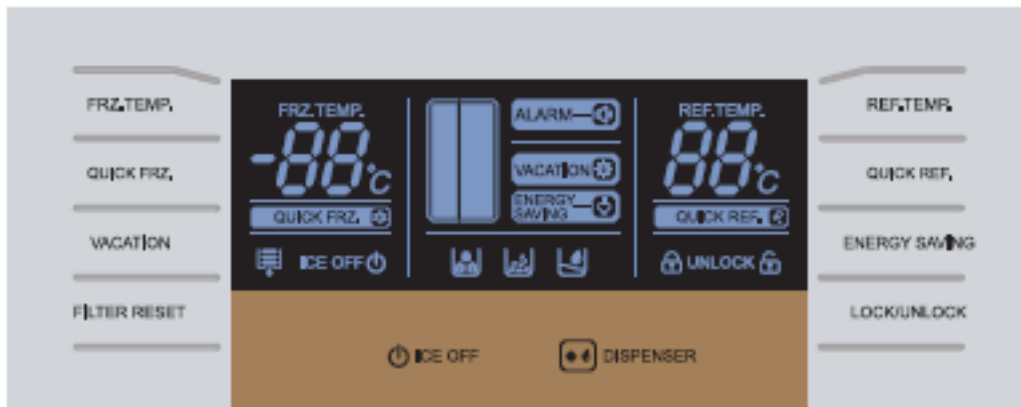 FRZ.TEMP.
QUICK FRZ.
VACATION
FILTER RESET
FRZ.TEMP.
-88°C
QUICK FRZ.
ICE OFF
ALARM
VACATION
ENERGY
SAVING
REF.TEMP.
88°C
QUICK REF.
UNLOCK
REF.TEMP.
QUICK REF.
ENERGY SAVING
LOCK/UNLOCK
ICE OFF
DISPENSER